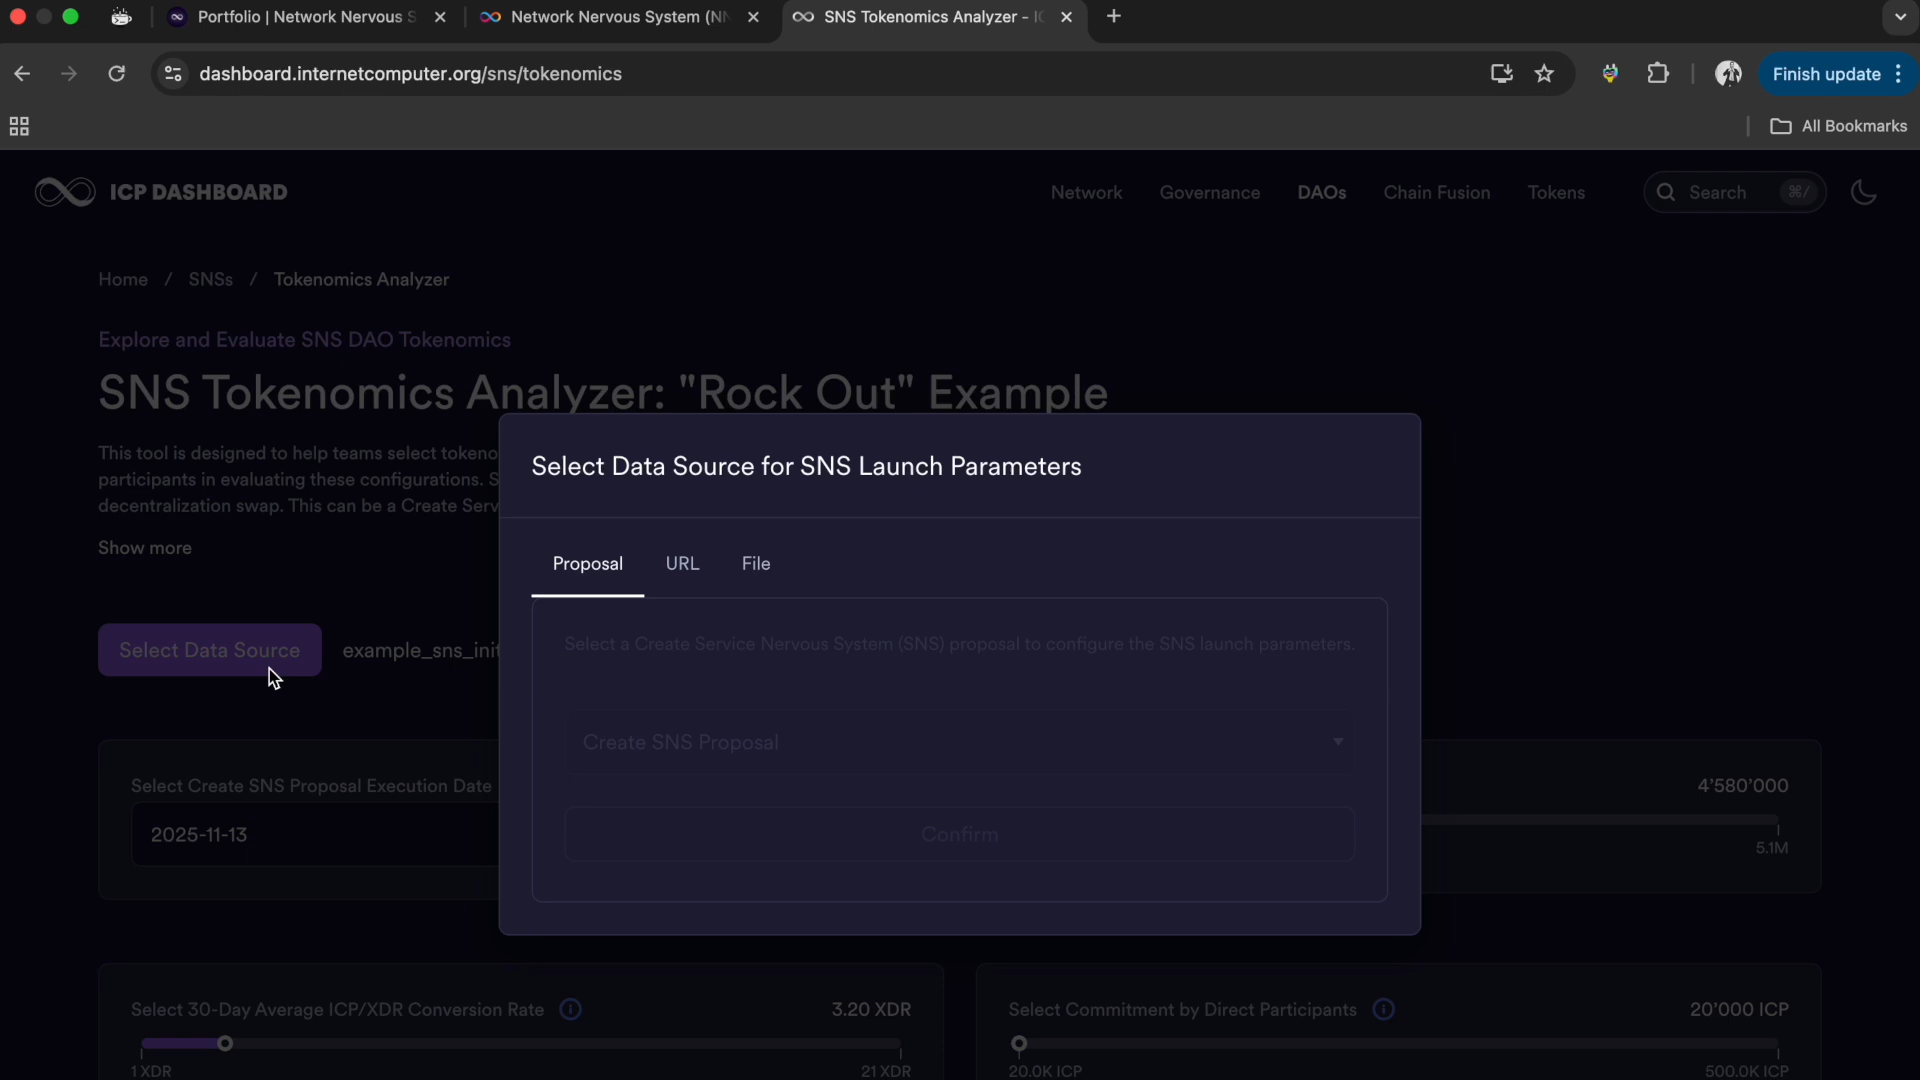 Portfolio | Network Nervous S
Network Nervous System (NN
SNS Tokenomics Analyzer - IC
dashboard.internetcomputer.org/sns/tokenomics
Finish update
All Bookmarks
ICP DASHBOARD
Network
Governance
DAOs
Chain Fusion
Tokens
Search
⌘/
Home / SNSs / Tokenomics Analyzer
Explore and Evaluate SNS DAO Tokenomics
SNS Tokenomics Analyzer: "Rock Out" Example
This tool is designed to help teams select tokeno
participants in evaluating these configurations. S
decentralization swap. This can be a Create Serv
Show more
Select Data Source
example_sns_init
Select Data Source for SNS Launch Parameters
Proposal
URL
File
Select a Create Service Nervous System (SNS) proposal to configure the SNS launch parameters.
Create SNS Proposal
Confirm
Select Create SNS Proposal Execution Date
2025-11-13
4'580'000
5.1M
Select 30-Day Average ICP/XDR Conversion Rate
3.20 XDR
1 XDR
21 XDR
Select Commitment by Direct Participants
20'000 ICP
20.0K ICP
500.0K ICP